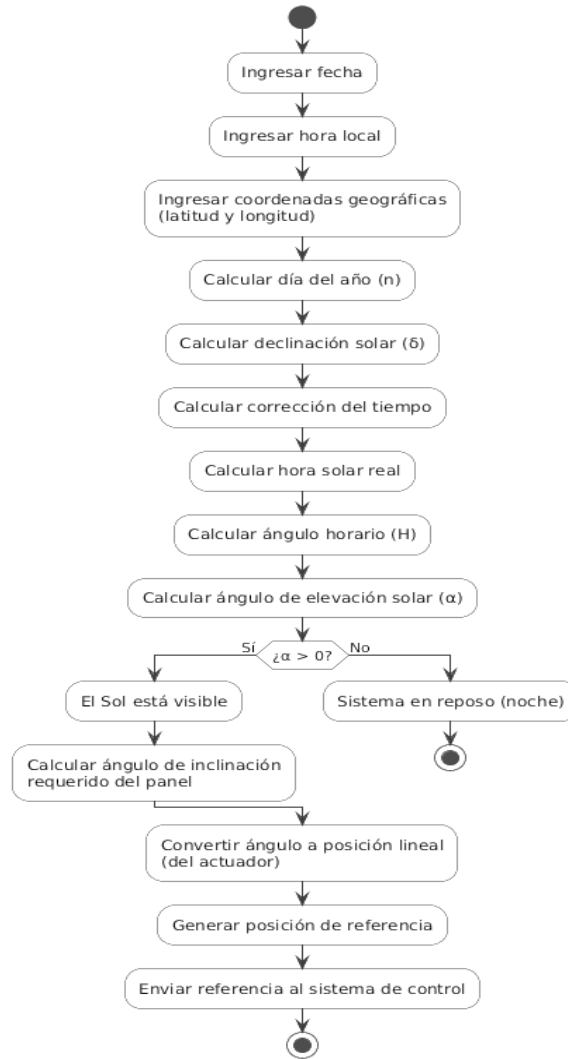 Ingresar fecha
Ingresar hora local
Ingresar coordenadas geográficas
(latitud y longitud)
Calcular día del año (n)
Calcular declinación solar (δ)
Calcular corrección del tiempo
Calcular hora solar real
Calcular ángulo horario (H)
Calcular ángulo de elevación solar (α)
Sí
¿α > 0?
No
El Sol está visible
Sistema en reposo (noche)
Calcular ángulo de inclinación
requerido del panel
Convertir ángulo a posición lineal
(del actuador)
Generar posición de referencia
Enviar referencia al sistema de control